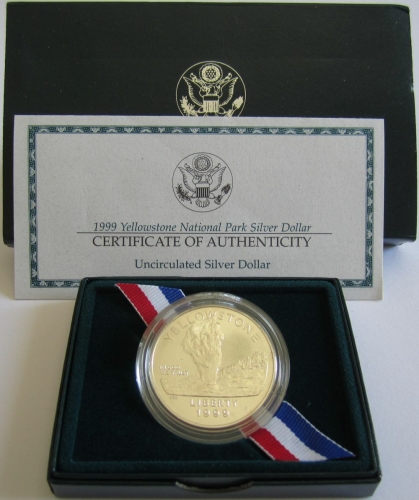 1999 Yellowstone National Park Silver Dollar
CERTIFICATE OF AUTHENTICITY
Uncirculated Silver Dollar
YELLOWSTONE
LIBERTY
1999